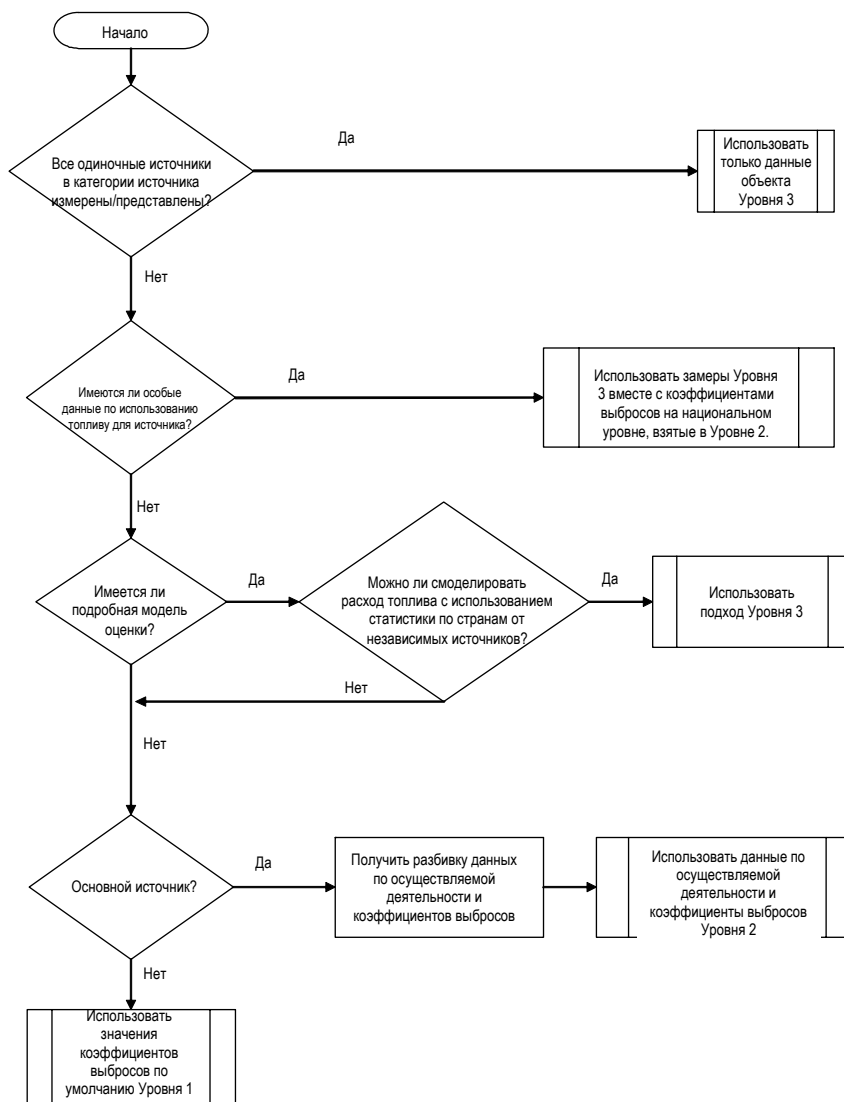 Начало
Да
Все одиночные источники
в категории источника
измерены/представлены?
Использовать
только данные
объекта
Уровня 3
Нет
Имеются ли особые
данные по использованию
топливу для источника?
Да
Использовать замеры Уровня
3 вместе с коэффициентами
выбросов на национальном
уровне, взятые в Уровне 2.
Нет
Имеется ли
подробная модель
оценки?
Да
Можно ли смоделировать
расход топлива с использованием
статистики по странам от
независимых источников?
Да
Использовать
подход Уровня 3
Нет
Нет
Основной источник?
Да
Получить разбивку данных
по осуществляемой
деятельности и
коэффициентов выбросов
Использовать данные по
осуществляемой
деятельности и
коэффициенты выбросов
Уровня 2
Нет
Использовать
значения
коэффициентов
выбросов по
умолчанию Уровня 1